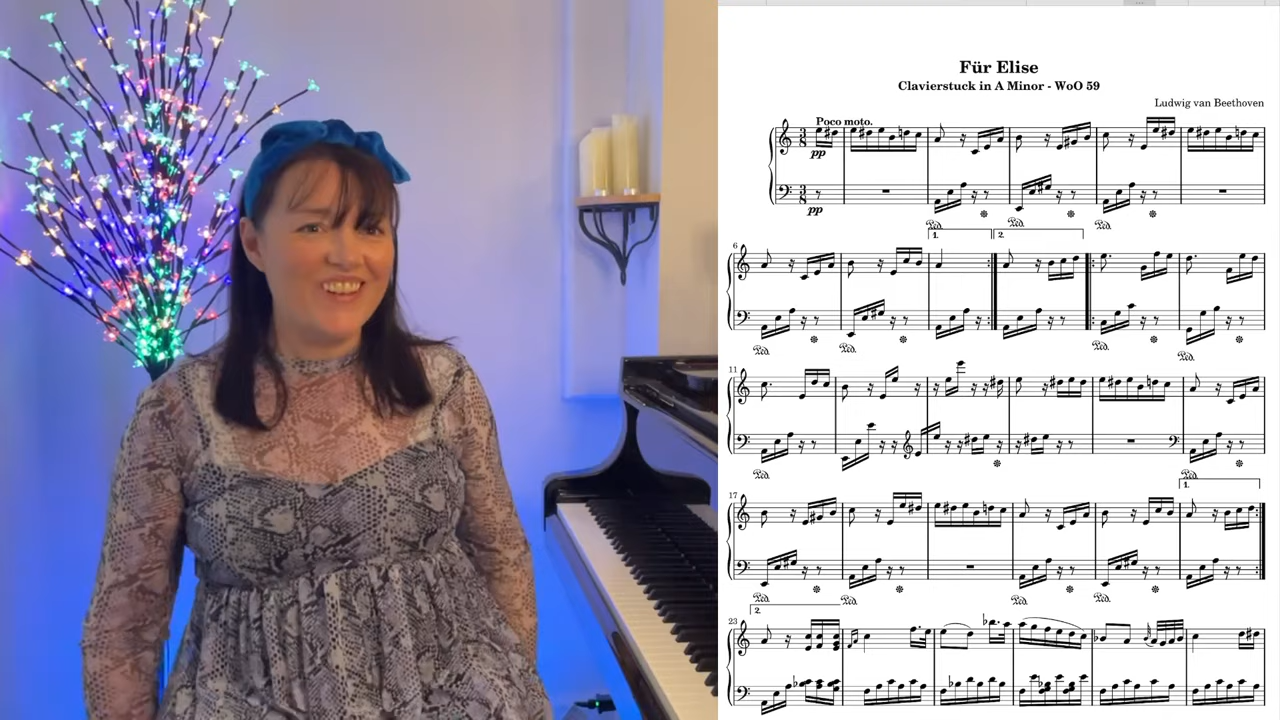 Für Elise
Clavierstuck in A Minor - WoO 59
Ludwig van Beethoven
Poco moto.
pp
pp
6
1.
2.
11
17
1.
23
2.